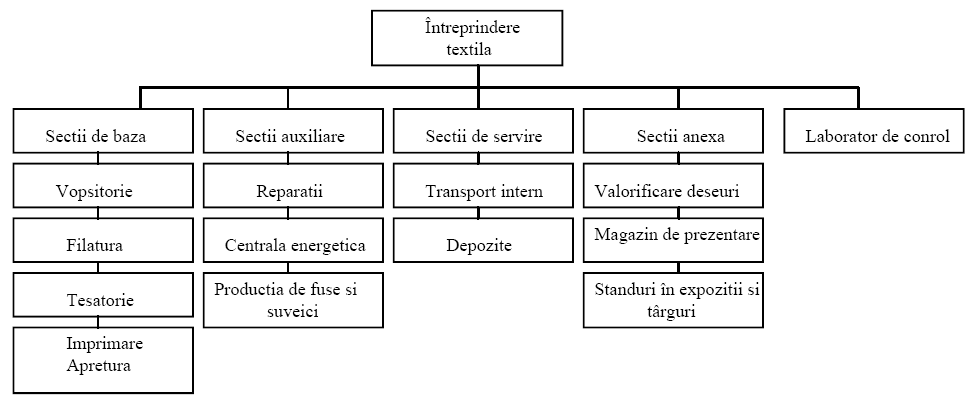 Întreprindere
textila
Sectii de baza
Sectii auxiliare
Sectii de servire
Sectii anexa
Laborator de conrol
Vopsitorie
Reparatii
Transport intern
Valorificare deseuri
Filatura
Centrala energetica
Depozite
Magazin de prezentare
Tesatorie
Productia de fuse si
suveici
Standuri în expozitii si
târguri
Imprimare
Apretura